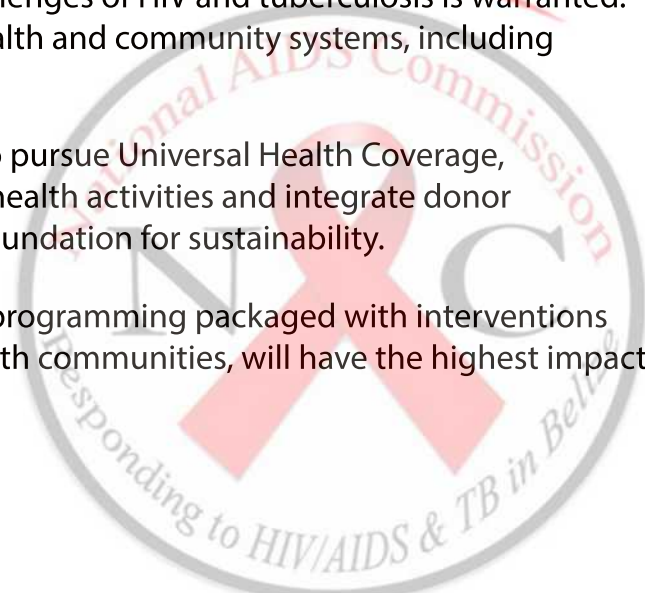 lenges of HIV and tuberculosis is warranted.
alth and community systems, including
pursue Universal Health Coverage,
health activities and integrate donor
undation for sustainability.
programming packaged with interventions
th communities, will have the highest impact
National AIDS Commission
N C
Responding to HIV/AIDS & TB in Belize